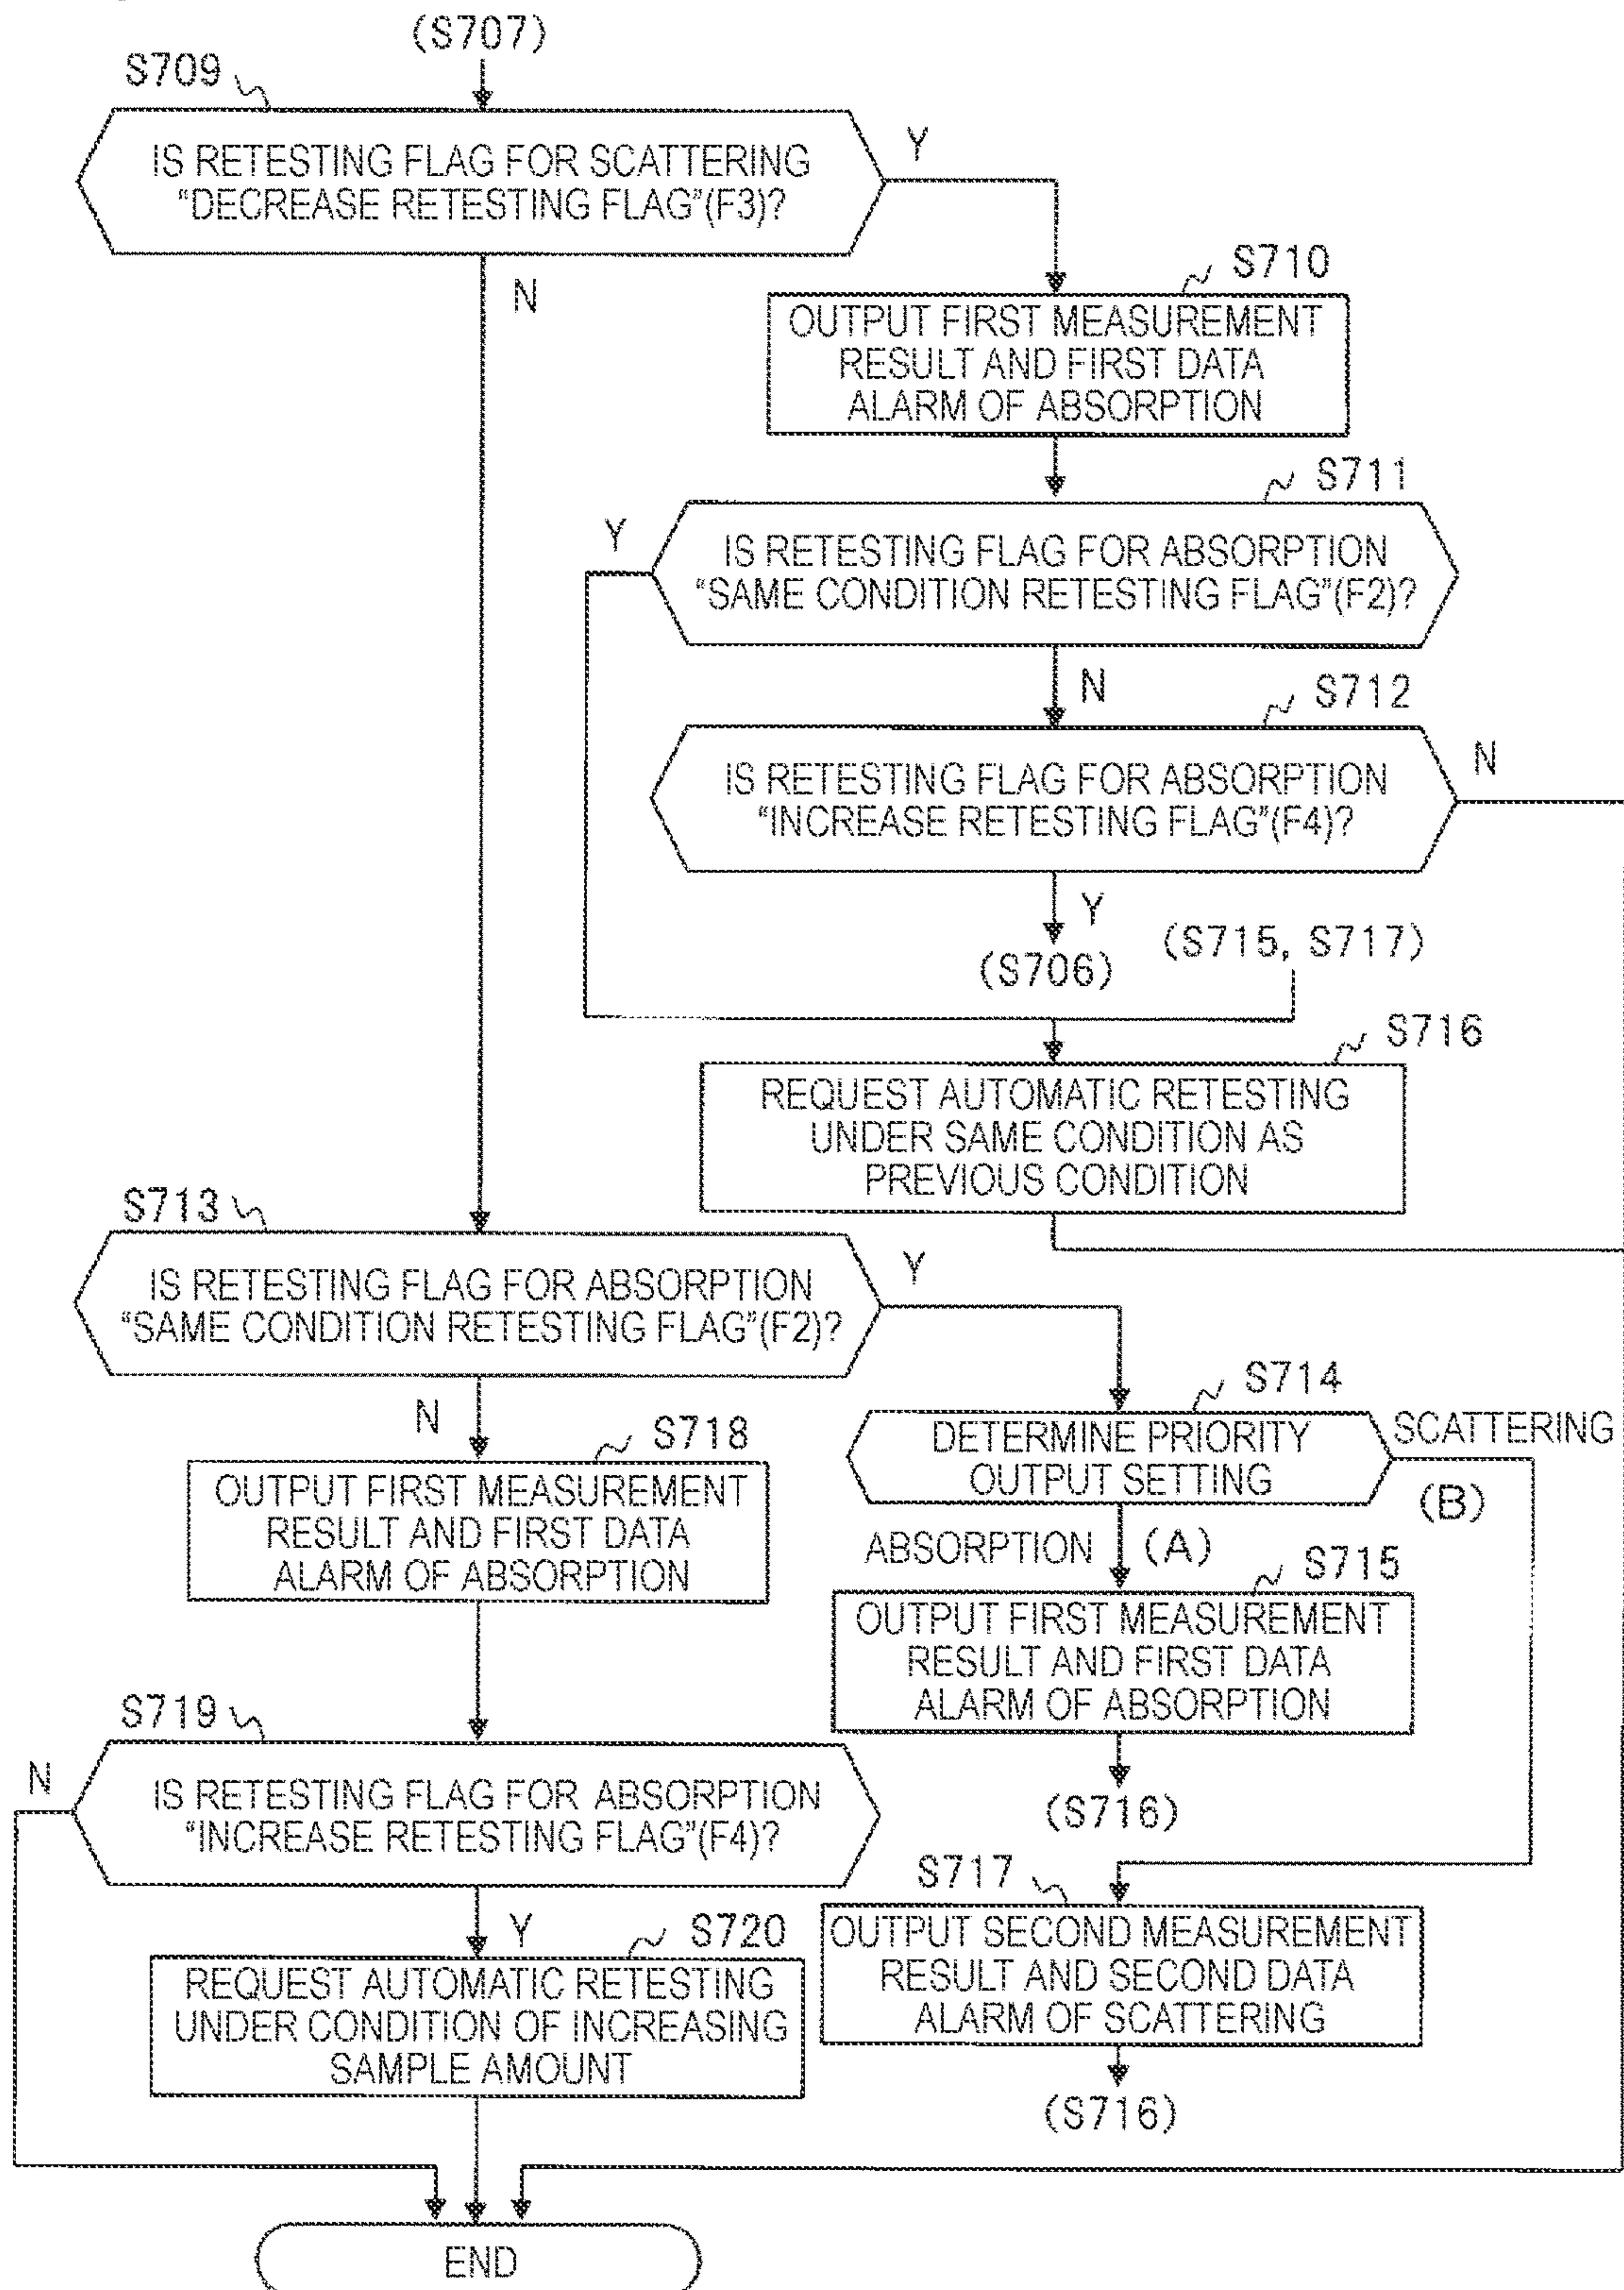 (S707)
S709
IS RETESTING FLAG FOR SCATTERING
"DECREASE RETESTING FLAG"(F3)?
Y
N
S710
OUTPUT FIRST MEASUREMENT
RESULT AND FIRST DATA
ALARM OF ABSORPTION
S711
Y
IS RETESTING FLAG FOR ABSORPTION
"SAME CONDITION RETESTING FLAG"(F2)?
N
S712
IS RETESTING FLAG FOR ABSORPTION
"INCREASE RETESTING FLAG"(F4)?
N
Y
(S706)
(S715, S717)
S716
REQUEST AUTOMATIC RETESTING
UNDER SAME CONDITION AS
PREVIOUS CONDITION
S713
IS RETESTING FLAG FOR ABSORPTION
"SAME CONDITION RETESTING FLAG"(F2)?
Y
N
S714
DETERMINE PRIORITY
OUTPUT SETTING
SCATTERING
(B)
ABSORPTION
(A)
S718
OUTPUT FIRST MEASUREMENT
RESULT AND FIRST DATA
ALARM OF ABSORPTION
S715
OUTPUT FIRST MEASUREMENT
RESULT AND FIRST DATA
ALARM OF ABSORPTION
(S716)
S719
N
IS RETESTING FLAG FOR ABSORPTION
"INCREASE RETESTING FLAG"(F4)?
Y
S717
OUTPUT SECOND MEASUREMENT
RESULT AND SECOND DATA
ALARM OF SCATTERING
(S716)
S720
REQUEST AUTOMATIC RETESTING
UNDER CONDITION OF INCREASING
SAMPLE AMOUNT
END